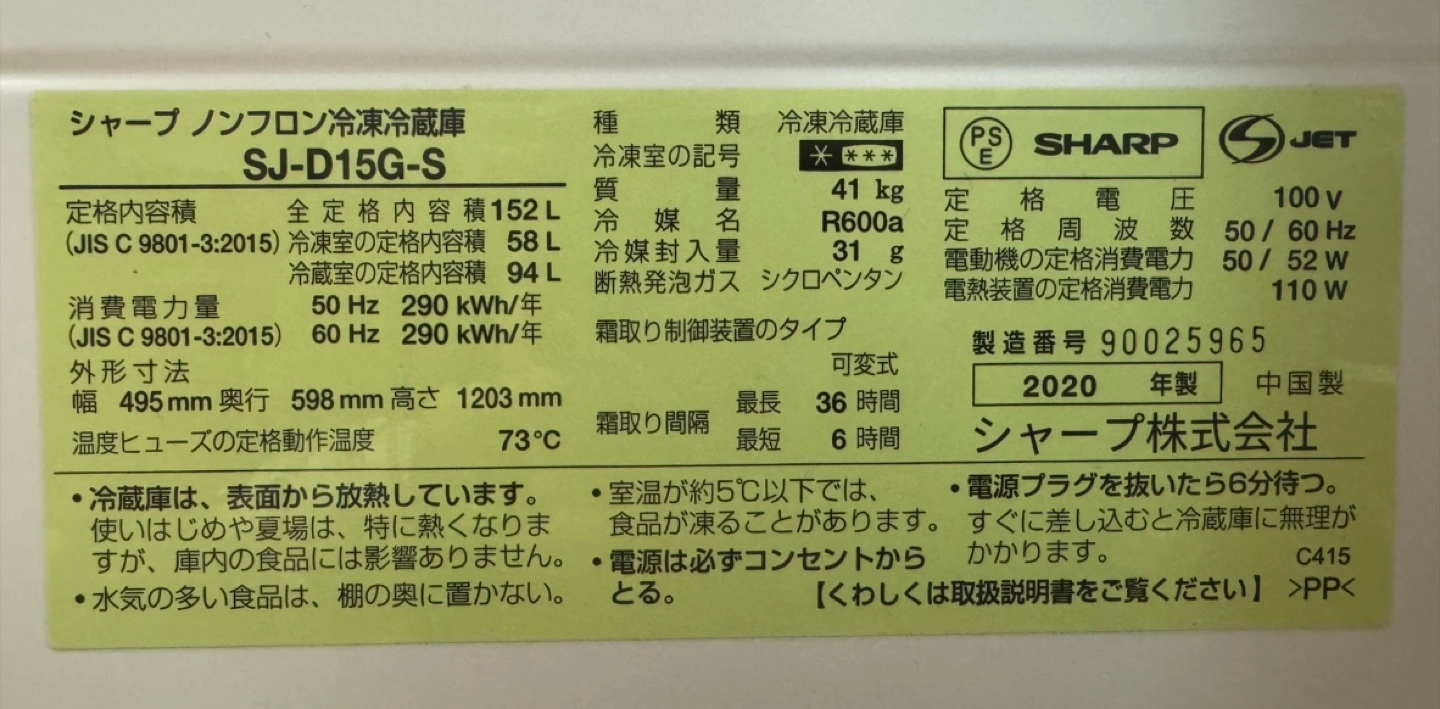 シャープ ノンフロン冷凍冷蔵庫
SJ-D15G-S
定格内容積 全定格内容積 152 L
(JIS C 9801-3:2015) 冷凍室の定格内容積 58 L
冷蔵室の定格内容積 94 L
消費電力量 50 Hz 290 kWh/年
(JIS C 9801-3:2015) 60 Hz 290 kWh/年
外形寸法
幅 495 mm 奥行 598 mm 高さ 1203 mm
温度ヒューズの定格動作温度 73℃
種類 冷凍冷蔵庫
冷凍室の記号 * ***
質量 41 kg
冷媒名 R600a
冷媒封入量 31 g
断熱発泡ガス シクロペンタン
霜取り制御装置のタイプ
可変式
霜取り間隔 最長 36 時間
最短 6 時間
PS
E
SHARP
JET
定格電圧 100 V
定格周波数 50 / 60 Hz
電動機の定格消費電力 50 / 52 W
電熱装置の定格消費電力 110 W
製造番号 90025965
2020 年製 中国製
シャープ株式会社
・冷蔵庫は、表面から放熱しています。
使いはじめや夏場は、特に熱くなりま
すが、庫内の食品には影響ありません。
・水気の多い食品は、棚の奥に置かない。
・室温が約5℃以下では、
食品が凍ることがあります。
・電源は必ずコンセントから
とる。
・電源プラグを抜いたら6分待つ。
すぐに差し込むと冷蔵庫に無理が
かかります。 C415
【くわしくは取扱説明書をご覧ください】 >PP<